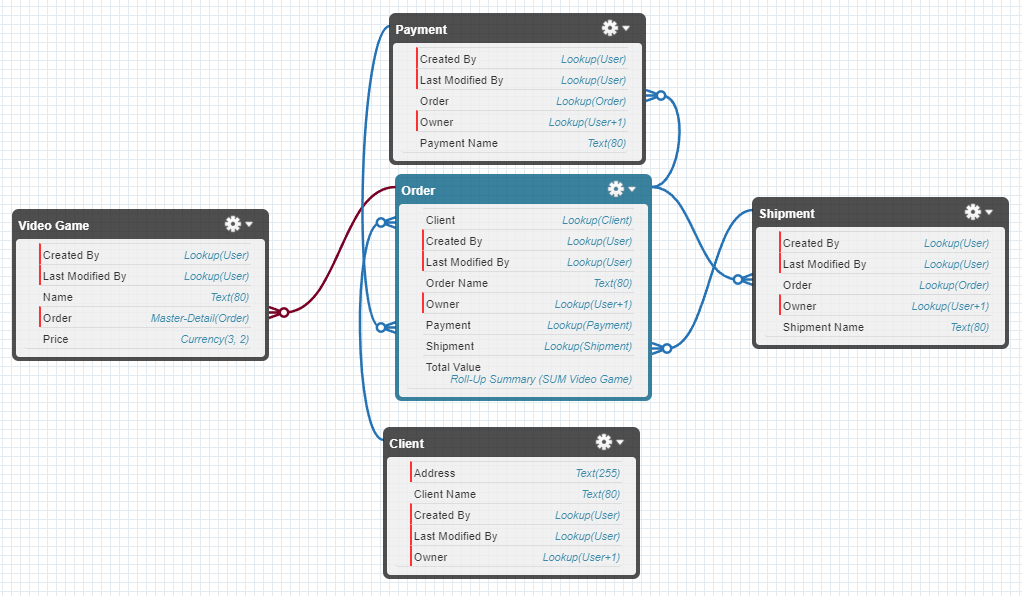 Payment
Created By Lookup(User)
Last Modified By Lookup(User)
Order Lookup(Order)
Owner Lookup(User+1)
Payment Name Text(80)
Order
Client Lookup(Client)
Created By Lookup(User)
Last Modified By Lookup(User)
Order Name Text(80)
Owner Lookup(User+1)
Payment Lookup(Payment)
Shipment Lookup(Shipment)
Total Value
Roll-Up Summary (SUM Video Game)
Video Game
Created By Lookup(User)
Last Modified By Lookup(User)
Name Text(80)
Order Master-Detail(Order)
Price Currency(3, 2)
Shipment
Created By Lookup(User)
Last Modified By Lookup(User)
Order Lookup(Order)
Owner Lookup(User+1)
Shipment Name Text(80)
Client
Address Text(255)
Client Name Text(80)
Created By Lookup(User)
Last Modified By Lookup(User)
Owner Lookup(User+1)